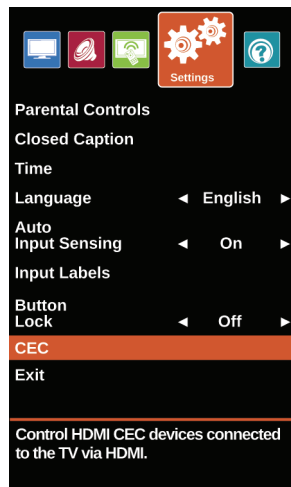 Settings
Parental Controls
Closed Caption
Time
Language ◄ English ►
Auto
Input Sensing ◄ On ►
Input Labels
Button
Lock ◄ Off ►
CEC
Exit
Control HDMI CEC devices connected
to the TV via HDMI.